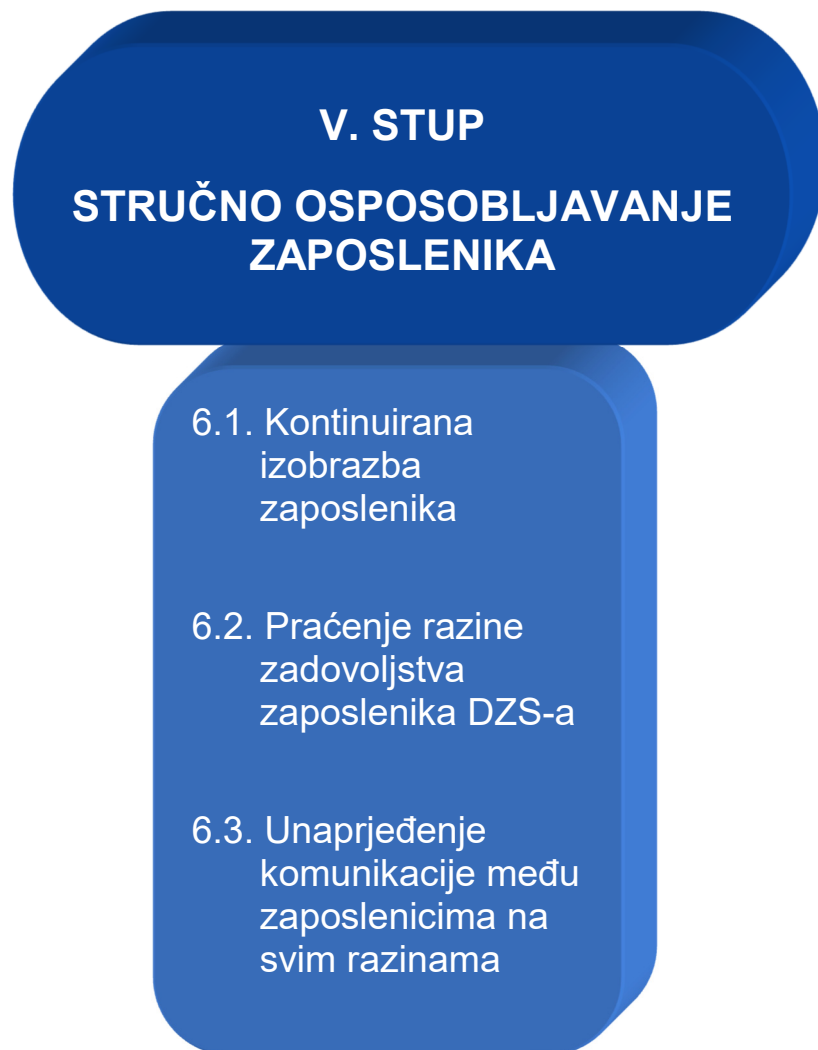 V. STUP
STRUČNO OSPOSOBLJAVANJE
ZAPOSLENIKA
6.1. Kontinuirana
izobrazba
zaposlenika
6.2. Praćenje razine
zadovoljstva
zaposlenika DZS-a
6.3. Unaprjeđenje
komunikacije među
zaposlenicima na
svim razinama